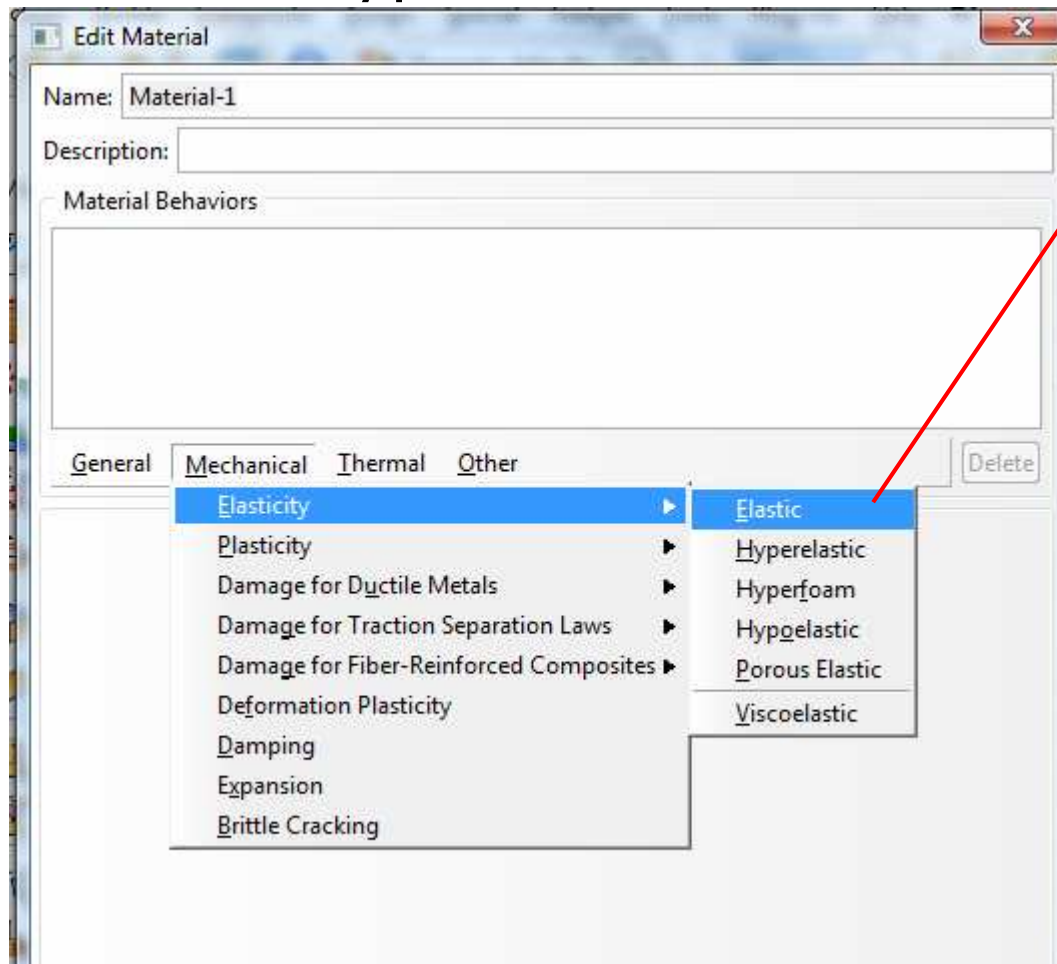 Edit Material
Name: Material-1
Description:
Material Behaviors
General Mechanical Thermal Other Delete
Elasticity
Plasticity
Damage for Ductile Metals
Damage for Traction Separation Laws
Damage for Fiber-Reinforced Composites
Deformation Plasticity
Damping
Expansion
Brittle Cracking
Elastic
Hyperelastic
Hyperfoam
Hypoelastic
Porous Elastic
Viscoelastic